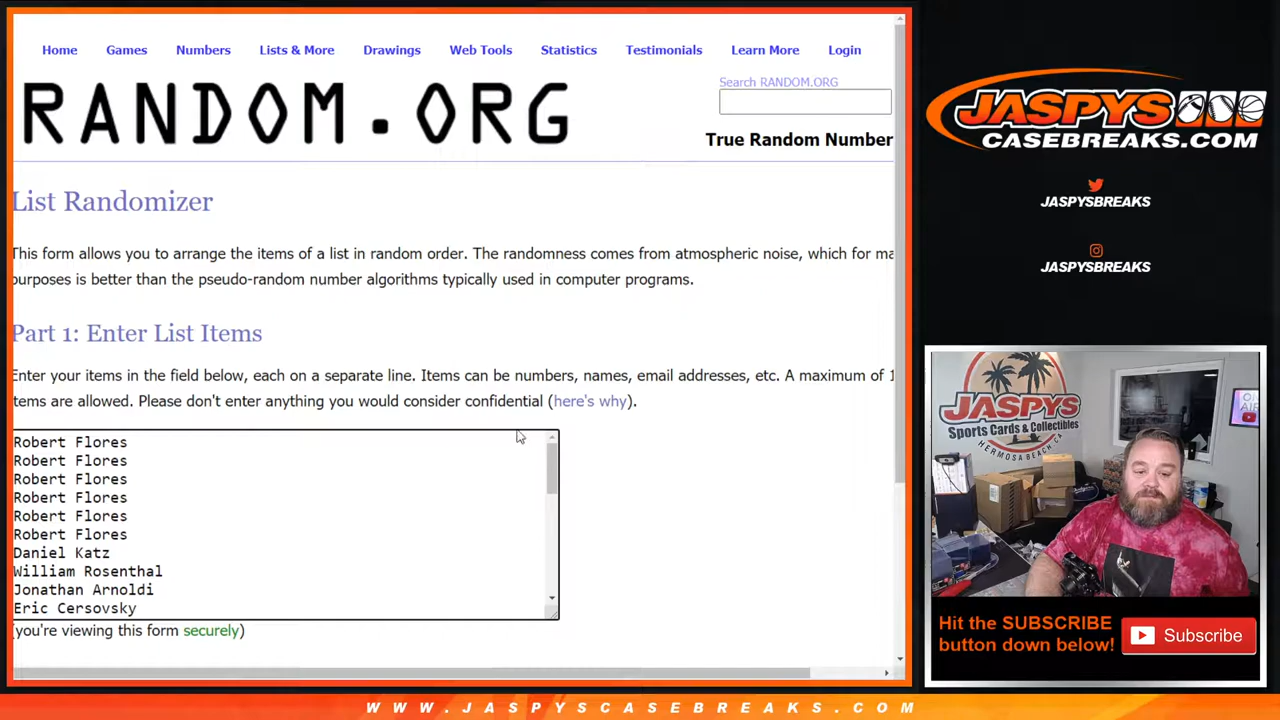 Home Games Numbers Lists & More Drawings Web Tools Statistics Testimonials Learn More Login
RANDOM.ORG
Search RANDOM.ORG
True Random Number
List Randomizer
This form allows you to arrange the items of a list in random order. The randomness comes from atmospheric noise, which for ma
purposes is better than the pseudo-random number algorithms typically used in computer programs.
Part 1: Enter List Items
Enter your items in the field below, each on a separate line. Items can be numbers, names, email addresses, etc. A maximum of 1
items are allowed. Please don't enter anything you would consider confidential (here's why).
Robert Flores
Robert Flores
Robert Flores
Robert Flores
Robert Flores
Robert Flores
Daniel Katz
William Rosenthal
Jonathan Arnoldi
Eric Cersovsky
(you're viewing this form securely)
JASPYS
CASEBREAKS.COM
JASPYSBREAKS
JASPYSBREAKS
JASPYS
Sports Cards & Collectibles
HERMOSA BEACH CA
ON AIR
Hit the SUBSCRIBE
button down below!
Subscribe
WWW.JASPYSCASEBREAKS.COM